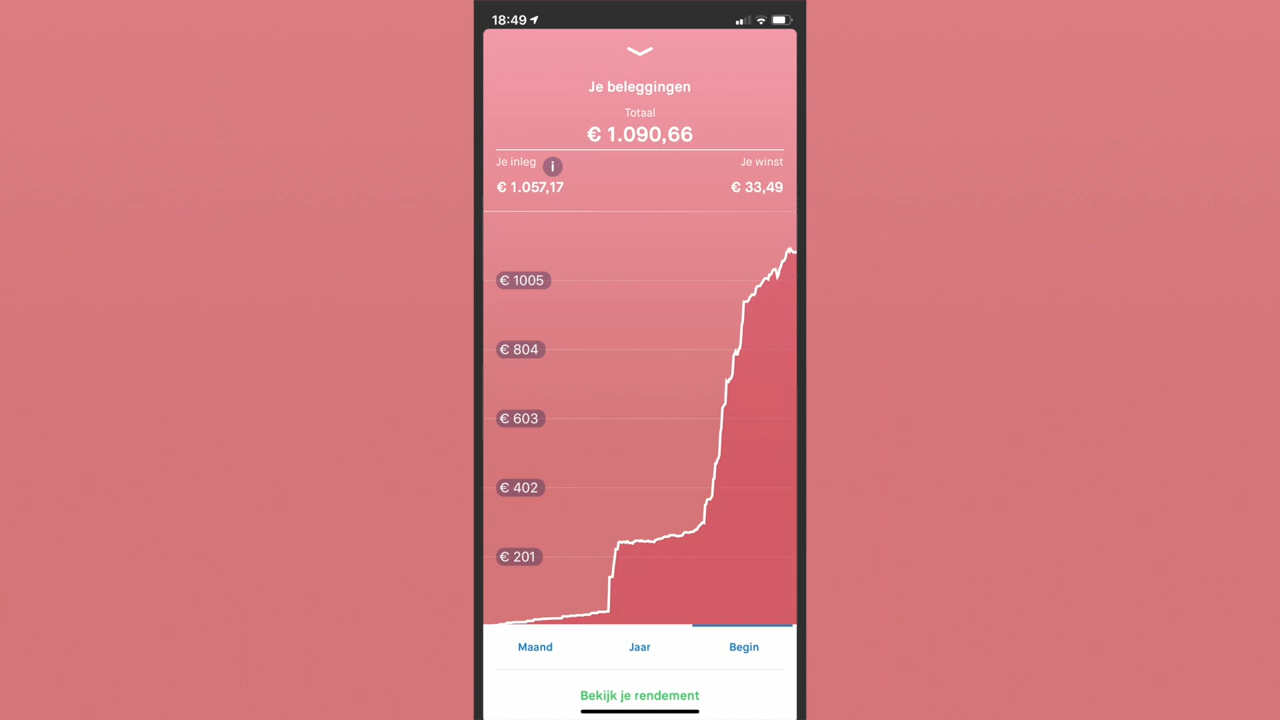 18:49
Je beleggingen
Totaal
€ 1.090,66
Je inleg i Je winst
€ 1.057,17 € 33,49
€ 1005
€ 804
€ 603
€ 402
€ 201
Maand Jaar Begin
Bekijk je rendement